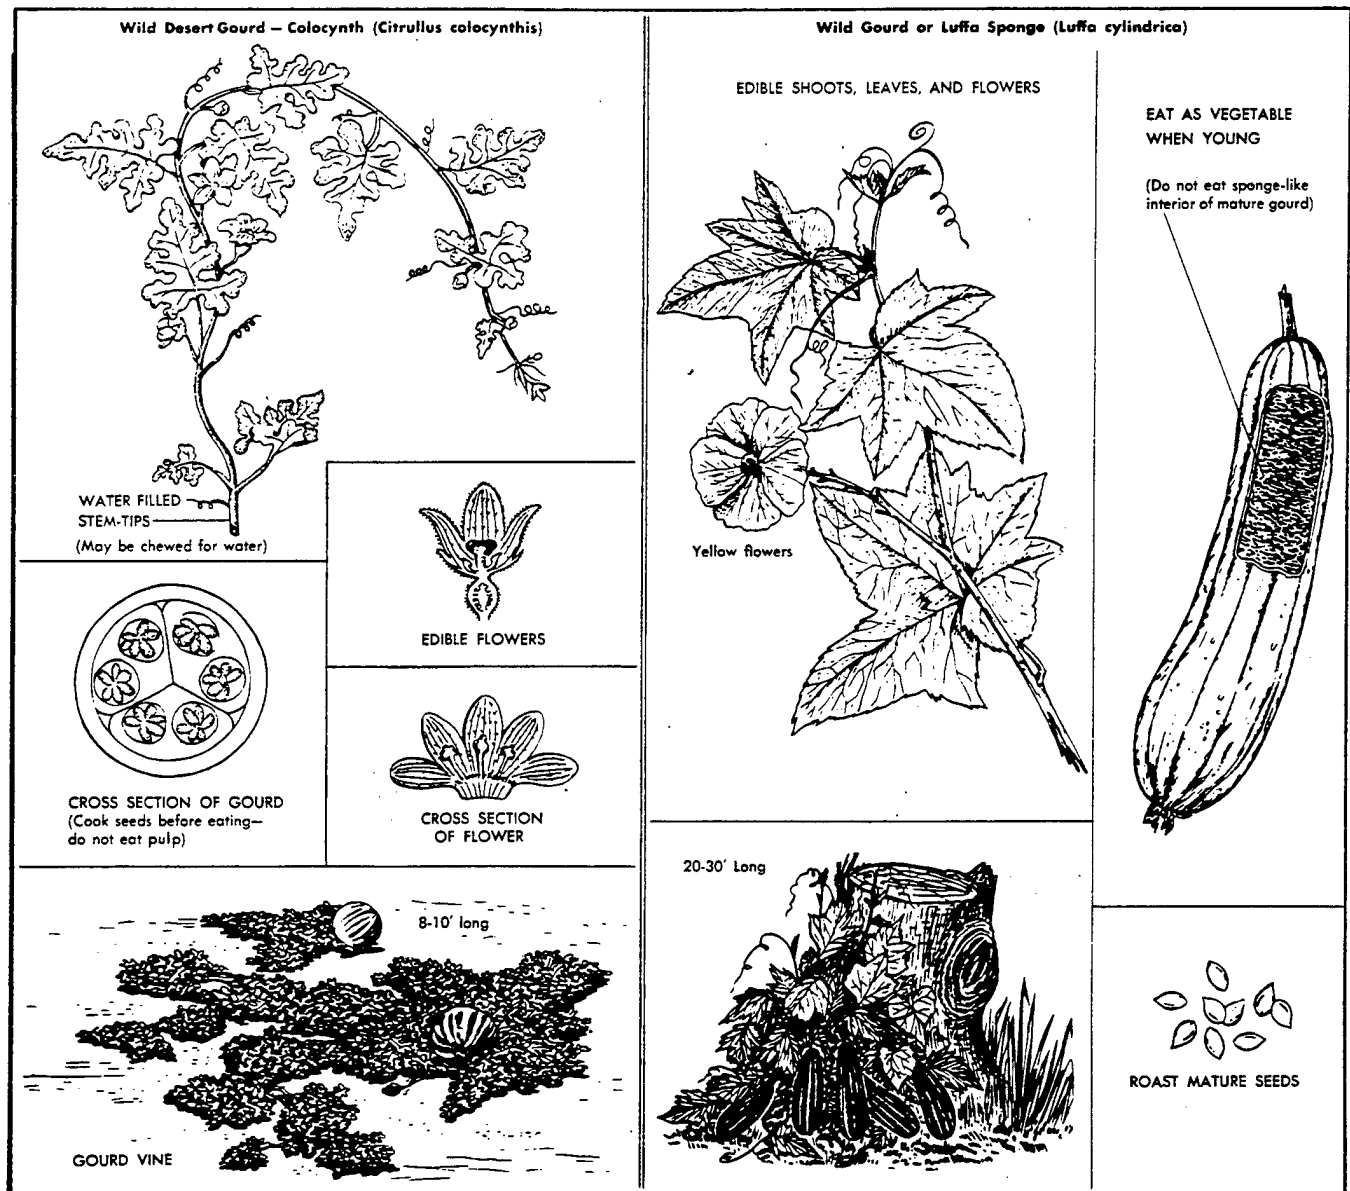 Wild Desert Gourd – Colocynth (Citrullus colocynthis)
WATER FILLED
STEM-TIPS
(May be chewed for water)
EDIBLE FLOWERS
CROSS SECTION OF GOURD
(Cook seeds before eating—
do not eat pulp)
CROSS SECTION
OF FLOWER
8-10′ long
GOURD VINE
Wild Gourd or Luffa Sponge (Luffa cylindrica)
EDIBLE SHOOTS, LEAVES, AND FLOWERS
Yellow flowers
20-30′ Long
EAT AS VEGETABLE
WHEN YOUNG
(Do not eat sponge-like
interior of mature gourd)
ROAST MATURE SEEDS